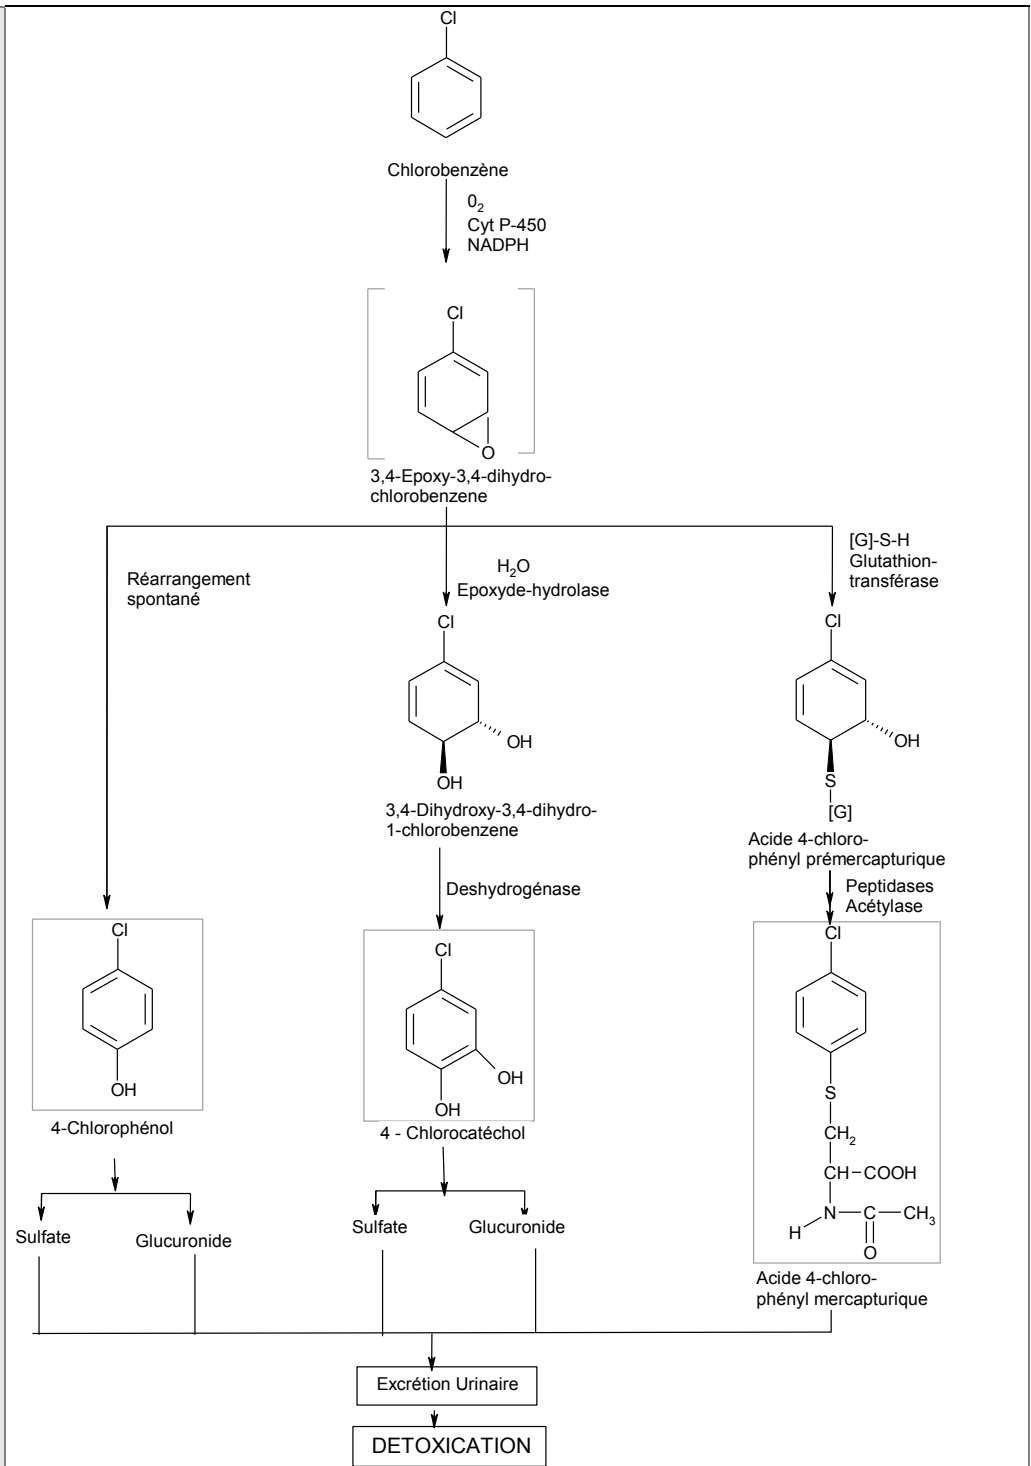 Cl
Chlorobenzène
0₂
Cyt P-450
NADPH
Cl
O
3,4-Epoxy-3,4-dihydro-
chlorobenzene
Réarrangement
spontané
H₂O
Epoxyde-hydrolase
[G]-S-H
Glutathion-
transférase
Cl
OH
OH
3,4-Dihydroxy-3,4-dihydro-
1-chlorobenzene
Cl
OH
S
[G]
Acide 4-chloro-
phényl prémercapturique
Deshydrogénase
Peptidases
Acétylase
Cl
OH
4-Chlorophénol
Cl
OH
OH
4 - Chlorocatéchol
Cl
S
CH₂
CH-COOH
H N C CH₃
O
Acide 4-chloro-
phényl mercapturique
Sulfate
Glucuronide
Sulfate
Glucuronide
Excrétion Urinaire
DETOXICATION